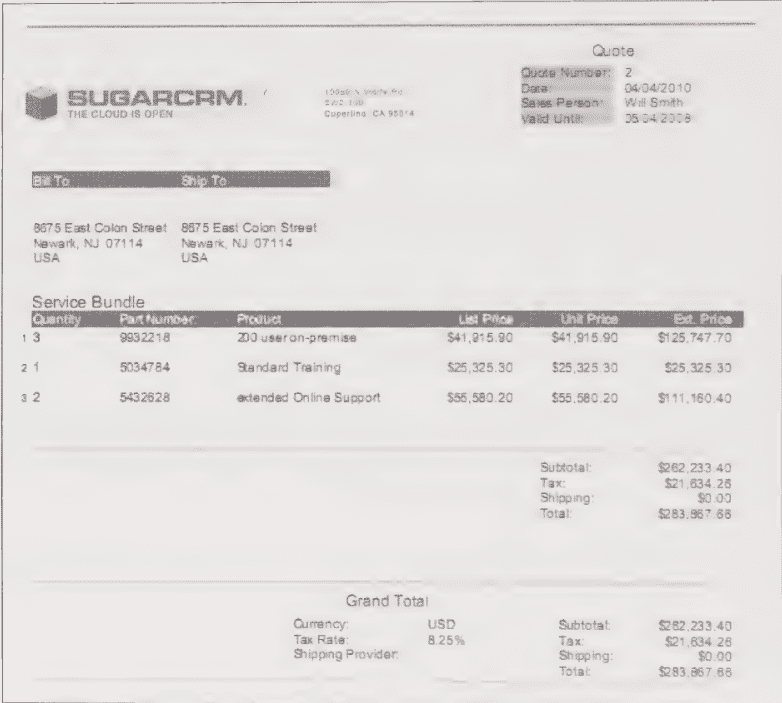 Quote
Quote Number: 2
Date: 04/04/2010
Sales Person: Will Smith
Valid Until: 05/04/2008
SUGARCRM.
THE CLOUD IS OPEN
Cupertino, CA 95014
Bill To Ship To
8675 East Colon Street 8675 East Colon Street
Newark, NJ 07114 Newark, NJ 07114
USA USA
Service Bundle
Quantity Part Number Product List Price Unit Price Ext. Price
1 3 9932218 200 user on-premise $41,915.90 $41,915.90 $125,747.70
2 1 5034784 Standard Training $25,325.30 $25,325.30 $25,325.30
3 2 5432628 extended Online Support $55,580.20 $55,580.20 $111,160.40
Subtotal: $262,233.40
Tax: $21,634.26
Shipping: $0.00
Total: $283,867.66
Grand Total
Currency: USD Subtotal: $262,233.40
Tax Rate: 8.25% Tax: $21,634.26
Shipping Provider: Shipping: $0.00
Total: $283,867.66